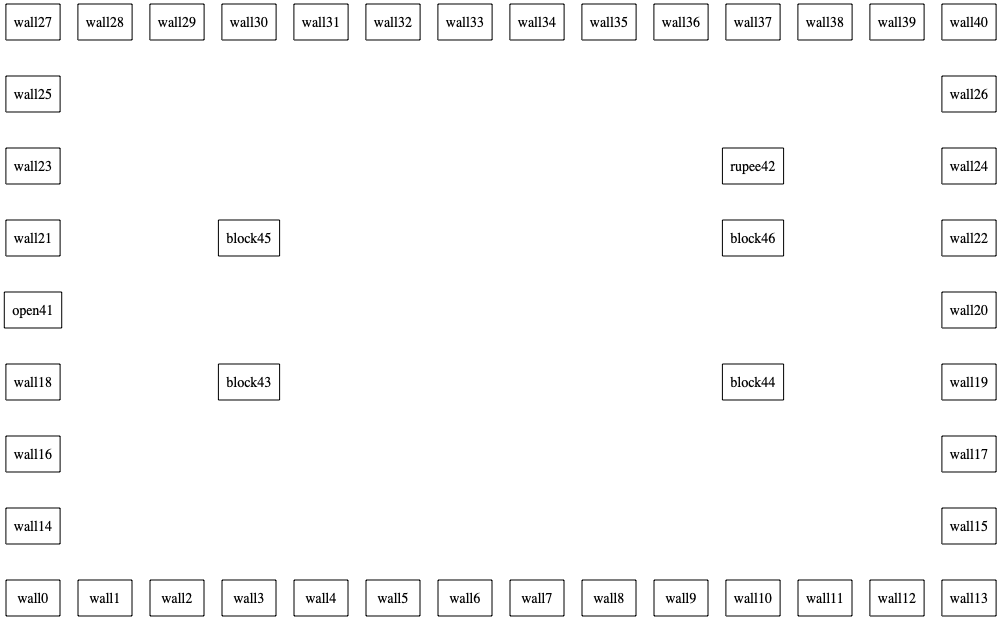 wall27 wall28 wall29 wall30 wall31 wall32 wall33 wall34 wall35 wall36 wall37 wall38 wall39 wall40
wall25 wall26
wall23 rupee42 wall24
wall21 block45 block46 wall22
open41 wall20
wall18 block43 block44 wall19
wall16 wall17
wall14 wall15
wall0 wall1 wall2 wall3 wall4 wall5 wall6 wall7 wall8 wall9 wall10 wall11 wall12 wall13